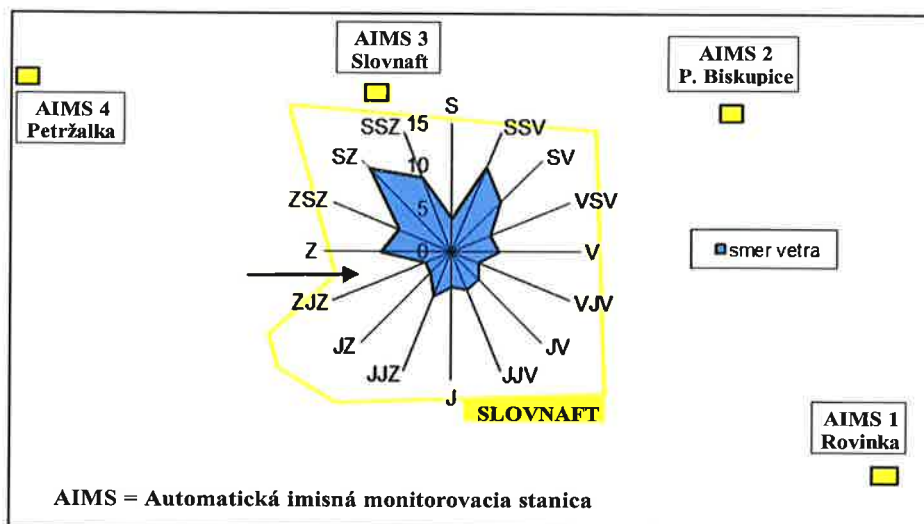 AIMS 3
Slovnaft
AIMS 2
P. Biskupice
AIMS 4
Petržalka
S
15
SSZ
SSV
SZ
10
SV
ZSZ
5
VSV
Z
0
V
smer vetra
ZJZ
VJV
JZ
JV
JJZ
JJV
J
SLOVNAFT
AIMS 1
Rovinka
AIMS = Automatická imisná monitorovacia stanica